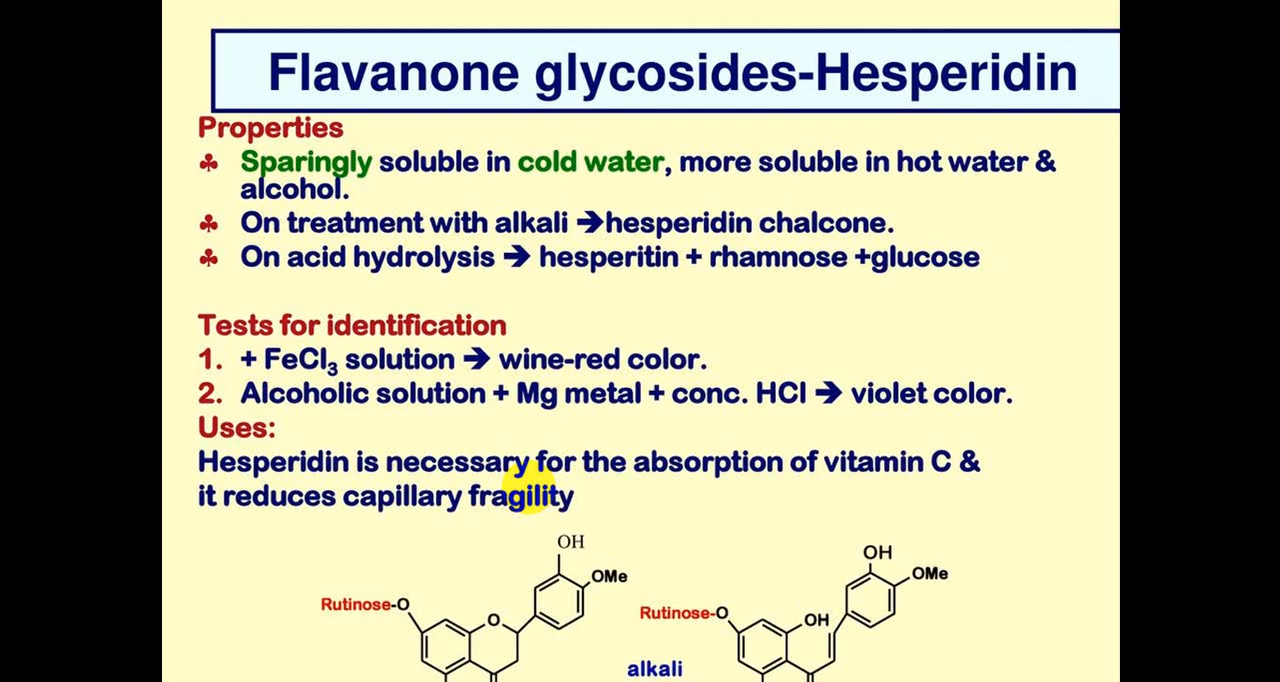 Flavanone glycosides-Hesperidin
Properties
♣ Sparingly soluble in cold water, more soluble in hot water &
alcohol.
♣ On treatment with alkali ➔hesperidin chalcone.
♣ On acid hydrolysis ➔ hesperitin + rhamnose +glucose
Tests for identification
1. + FeCl₃ solution ➔ wine-red color.
2. Alcoholic solution + Mg metal + conc. HCl ➔ violet color.
Uses:
Hesperidin is necessary for the absorption of vitamin C &
it reduces capillary fragility
OH
OMe
Rutinose-O
O
OH
OMe
Rutinose-O
OH
alkali